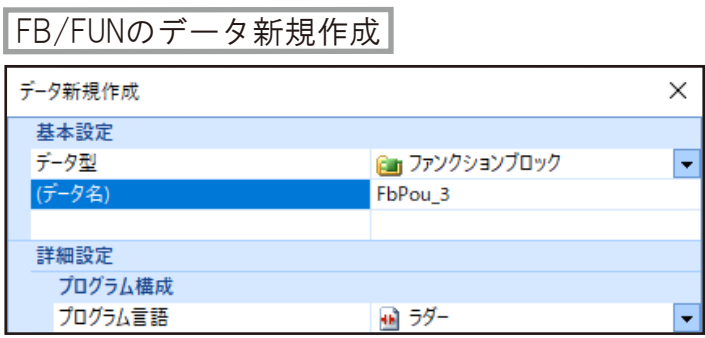 FB/FUNのデータ新規作成
データ新規作成
基本設定
データ型 ファンクションブロック
(データ名) FbPou_3
詳細設定
プログラム構成
プログラム言語 ラダー